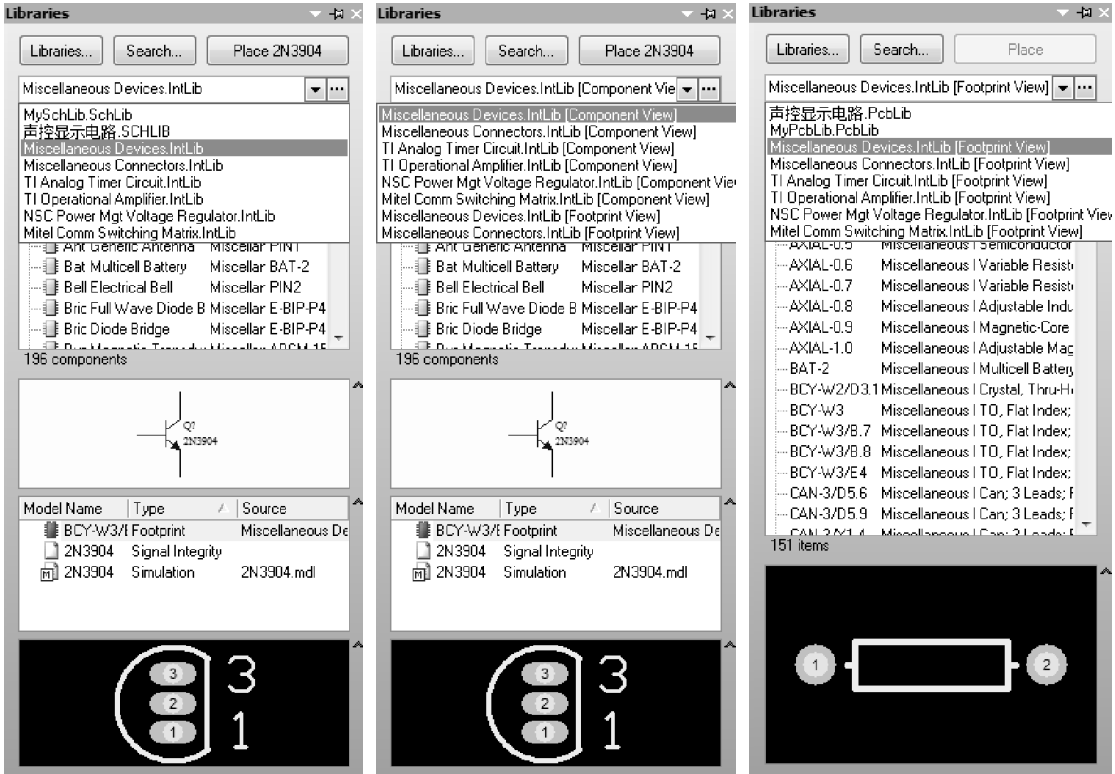 Libraries
Libraries... Search... Place 2N3904
Miscellaneous Devices.IntLib
MySchLib.SchLib
声控显示电路.SCHLIB
Miscellaneous Devices.IntLib
Miscellaneous Connectors.IntLib
TI Analog Timer Circuit.IntLib
TI Operational Amplifier.IntLib
NSC Power Mgt Voltage Regulator.IntLib
Mitel Comm Switching Matrix.IntLib
Ant Generic Antenna Miscellar PIN1
Bat Multicell Battery Miscellar BAT-2
Bell Electrical Bell Miscellar PIN2
Bric Full Wave Diode B Miscellar E-BIP-P4
Bric Diode Bridge Miscellar E-BIP-P4
196 components
Q?
2N3904
Model Name Type Source
BCY-W3/E Footprint Miscellaneous De
2N3904 Signal Integrity
2N3904 Simulation 2N3904.mdl
3
3
2
1
1
Libraries
Libraries... Search... Place 2N3904
Miscellaneous Devices.IntLib [Component Vie
Miscellaneous Devices.IntLib [Component View]
Miscellaneous Connectors.IntLib [Component View]
TI Analog Timer Circuit.IntLib [Component View]
TI Operational Amplifier.IntLib [Component View]
NSC Power Mgt Voltage Regulator.IntLib [Component Vie
Mitel Comm Switching Matrix.IntLib [Component View]
Miscellaneous Devices.IntLib [Footprint View]
Miscellaneous Connectors.IntLib [Footprint View]
Ant Generic Antenna Miscellar PIN1
Bat Multicell Battery Miscellar BAT-2
Bell Electrical Bell Miscellar PIN2
Bric Full Wave Diode B Miscellar E-BIP-P4
Bric Diode Bridge Miscellar E-BIP-P4
196 components
Q?
2N3904
Model Name Type Source
BCY-W3/E Footprint Miscellaneous De
2N3904 Signal Integrity
2N3904 Simulation 2N3904.mdl
3
3
2
1
1
Libraries
Libraries... Search... Place
Miscellaneous Devices.IntLib [Footprint View]
声控显示电路.PcbLib
MyPcbLib.PcbLib
Miscellaneous Devices.IntLib [Footprint View]
Miscellaneous Connectors.IntLib [Footprint View]
TI Analog Timer Circuit.IntLib [Footprint View]
TI Operational Amplifier.IntLib [Footprint View]
NSC Power Mgt Voltage Regulator.IntLib [Footprint View
Mitel Comm Switching Matrix.IntLib [Footprint View]
AXIAL-0.5 Miscellaneous I Semiconductor
AXIAL-0.6 Miscellaneous I Variable Resist
AXIAL-0.7 Miscellaneous I Variable Resist
AXIAL-0.8 Miscellaneous I Adjustable Indu
AXIAL-0.9 Miscellaneous I Magnetic-Core
AXIAL-1.0 Miscellaneous I Adjustable Mag
BAT-2 Miscellaneous I Multicell Battery
BCY-W2/D3.1 Miscellaneous I Crystal, Thru-H
BCY-W3 Miscellaneous I TO, Flat Index;
BCY-W3/B.7 Miscellaneous I TO, Flat Index;
BCY-W3/B.8 Miscellaneous I TO, Flat Index;
BCY-W3/E4 Miscellaneous I TO, Flat Index;
CAN-3/D5.6 Miscellaneous I Can; 3 Leads; F
CAN-3/D5.9 Miscellaneous I Can; 3 Leads; F
151 items
1 2